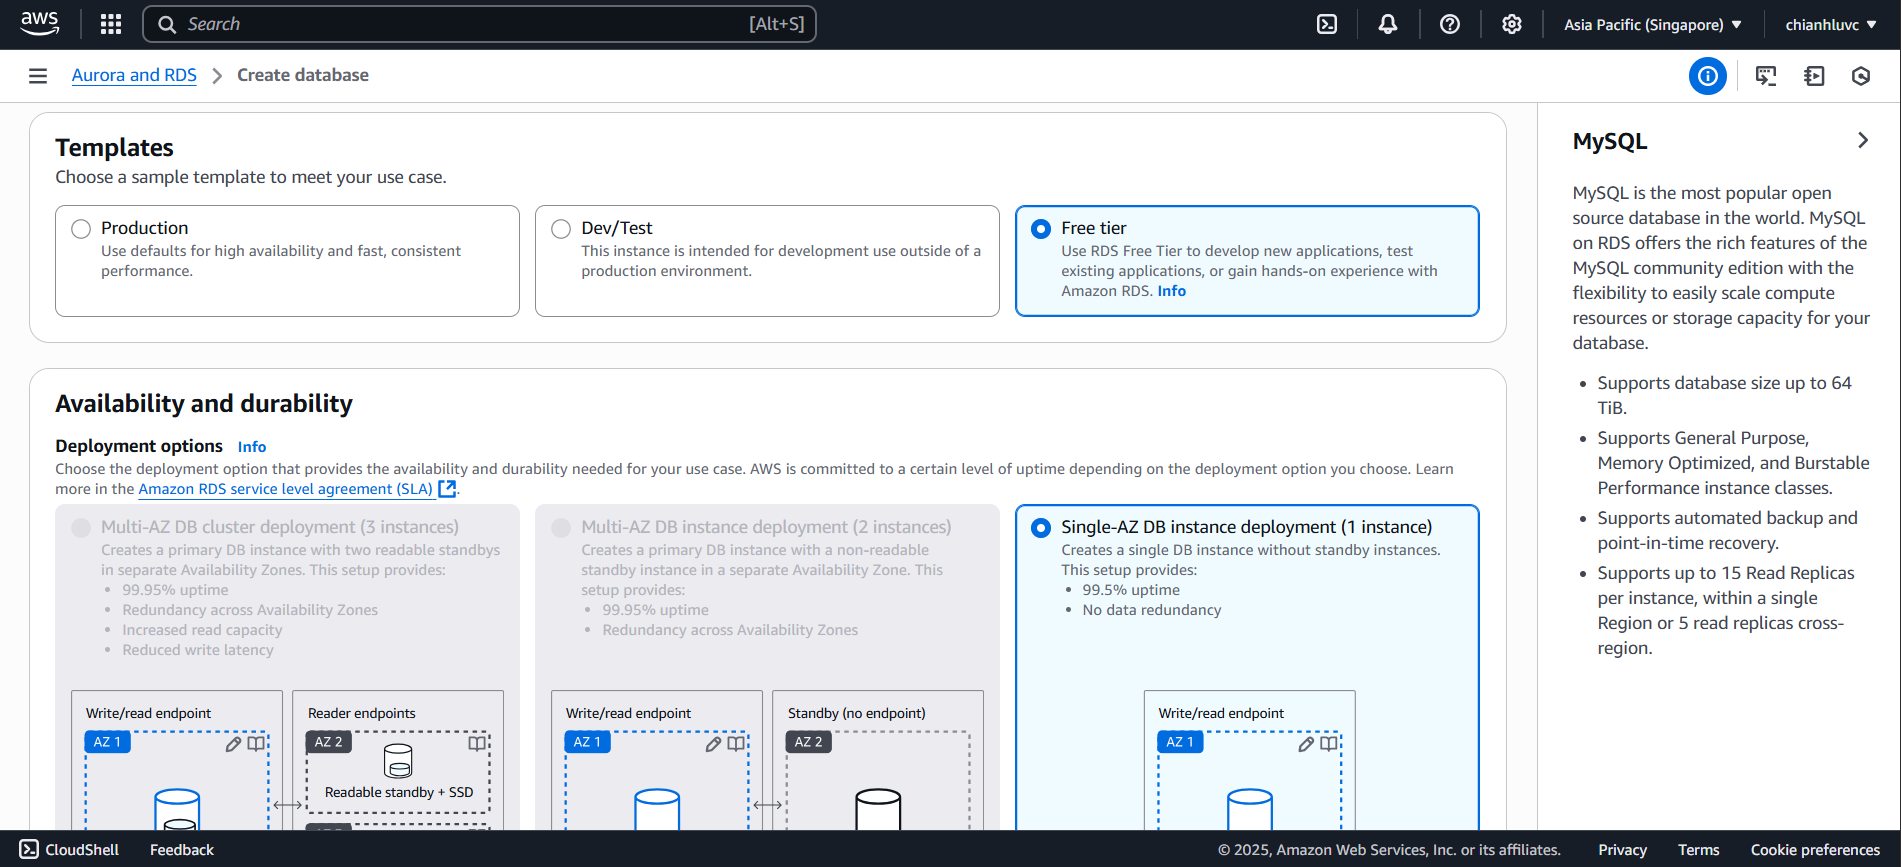 aws
Search
[Alt+S]
Asia Pacific (Singapore)
chianhluvc
Aurora and RDS
Create database
Templates
Choose a sample template to meet your use case.
Production
Use defaults for high availability and fast, consistent
performance.
Dev/Test
This instance is intended for development use outside of a
production environment.
Free tier
Use RDS Free Tier to develop new applications, test
existing applications, or gain hands-on experience with
Amazon RDS. Info
Availability and durability
Deployment options Info
Choose the deployment option that provides the availability and durability needed for your use case. AWS is committed to a certain level of uptime depending on the deployment option you choose. Learn
more in the Amazon RDS service level agreement (SLA).
Multi-AZ DB cluster deployment (3 instances)
Creates a primary DB instance with two readable standbys
in separate Availability Zones. This setup provides:
• 99.95% uptime
• Redundancy across Availability Zones
• Increased read capacity
• Reduced write latency
Write/read endpoint
AZ 1
Reader endpoints
AZ 2
Readable standby + SSD
Multi-AZ DB instance deployment (2 instances)
Creates a primary DB instance with a non-readable
standby instance in a separate Availability Zone. This
setup provides:
• 99.95% uptime
• Redundancy across Availability Zones
Write/read endpoint
AZ 1
Standby (no endpoint)
AZ 2
Single-AZ DB instance deployment (1 instance)
Creates a single DB instance without standby instances.
This setup provides:
• 99.5% uptime
• No data redundancy
Write/read endpoint
AZ 1
MySQL
MySQL is the most popular open
source database in the world. MySQL
on RDS offers the rich features of the
MySQL community edition with the
flexibility to easily scale compute
resources or storage capacity for your
database.
• Supports database size up to 64
TiB.
• Supports General Purpose,
Memory Optimized, and Burstable
Performance instance classes.
• Supports automated backup and
point-in-time recovery.
• Supports up to 15 Read Replicas
per instance, within a single
Region or 5 read replicas cross-
region.
CloudShell
Feedback
© 2025, Amazon Web Services, Inc. or its affiliates.
Privacy
Terms
Cookie preferences